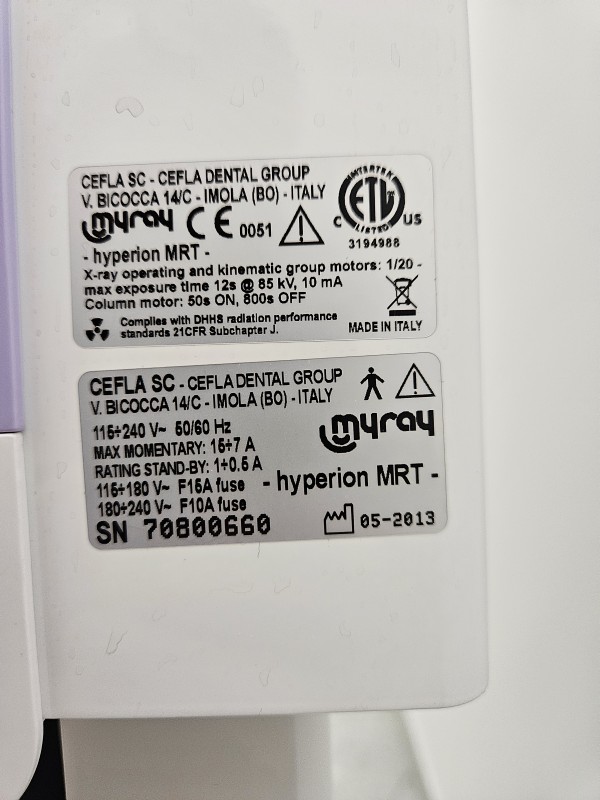 CEFLA SC - CEFLA DENTAL GROUP
V. BICOCCA 14/C - IMOLA (BO) - ITALY
myray CE 0051
INTERTEK
ETL
LISTED
C US
3194988
- hyperion MRT -
X-ray operating and kinematic group motors: 1/20 -
max exposure time 12s @ 85 kV, 10 mA
Column motor: 50s ON, 800s OFF
Complies with DHHS radiation performance
standards 21CFR Subchapter J.
MADE IN ITALY
CEFLA SC - CEFLA DENTAL GROUP
V. BICOCCA 14/C - IMOLA (BO) - ITALY
myray
115÷240 V~ 50/60 Hz
MAX MOMENTARY: 15÷7 A
RATING STAND-BY: 1÷0.5 A
115÷180 V~ F15A fuse
180÷240 V~ F10A fuse
- hyperion MRT -
SN 70800660
05-2013